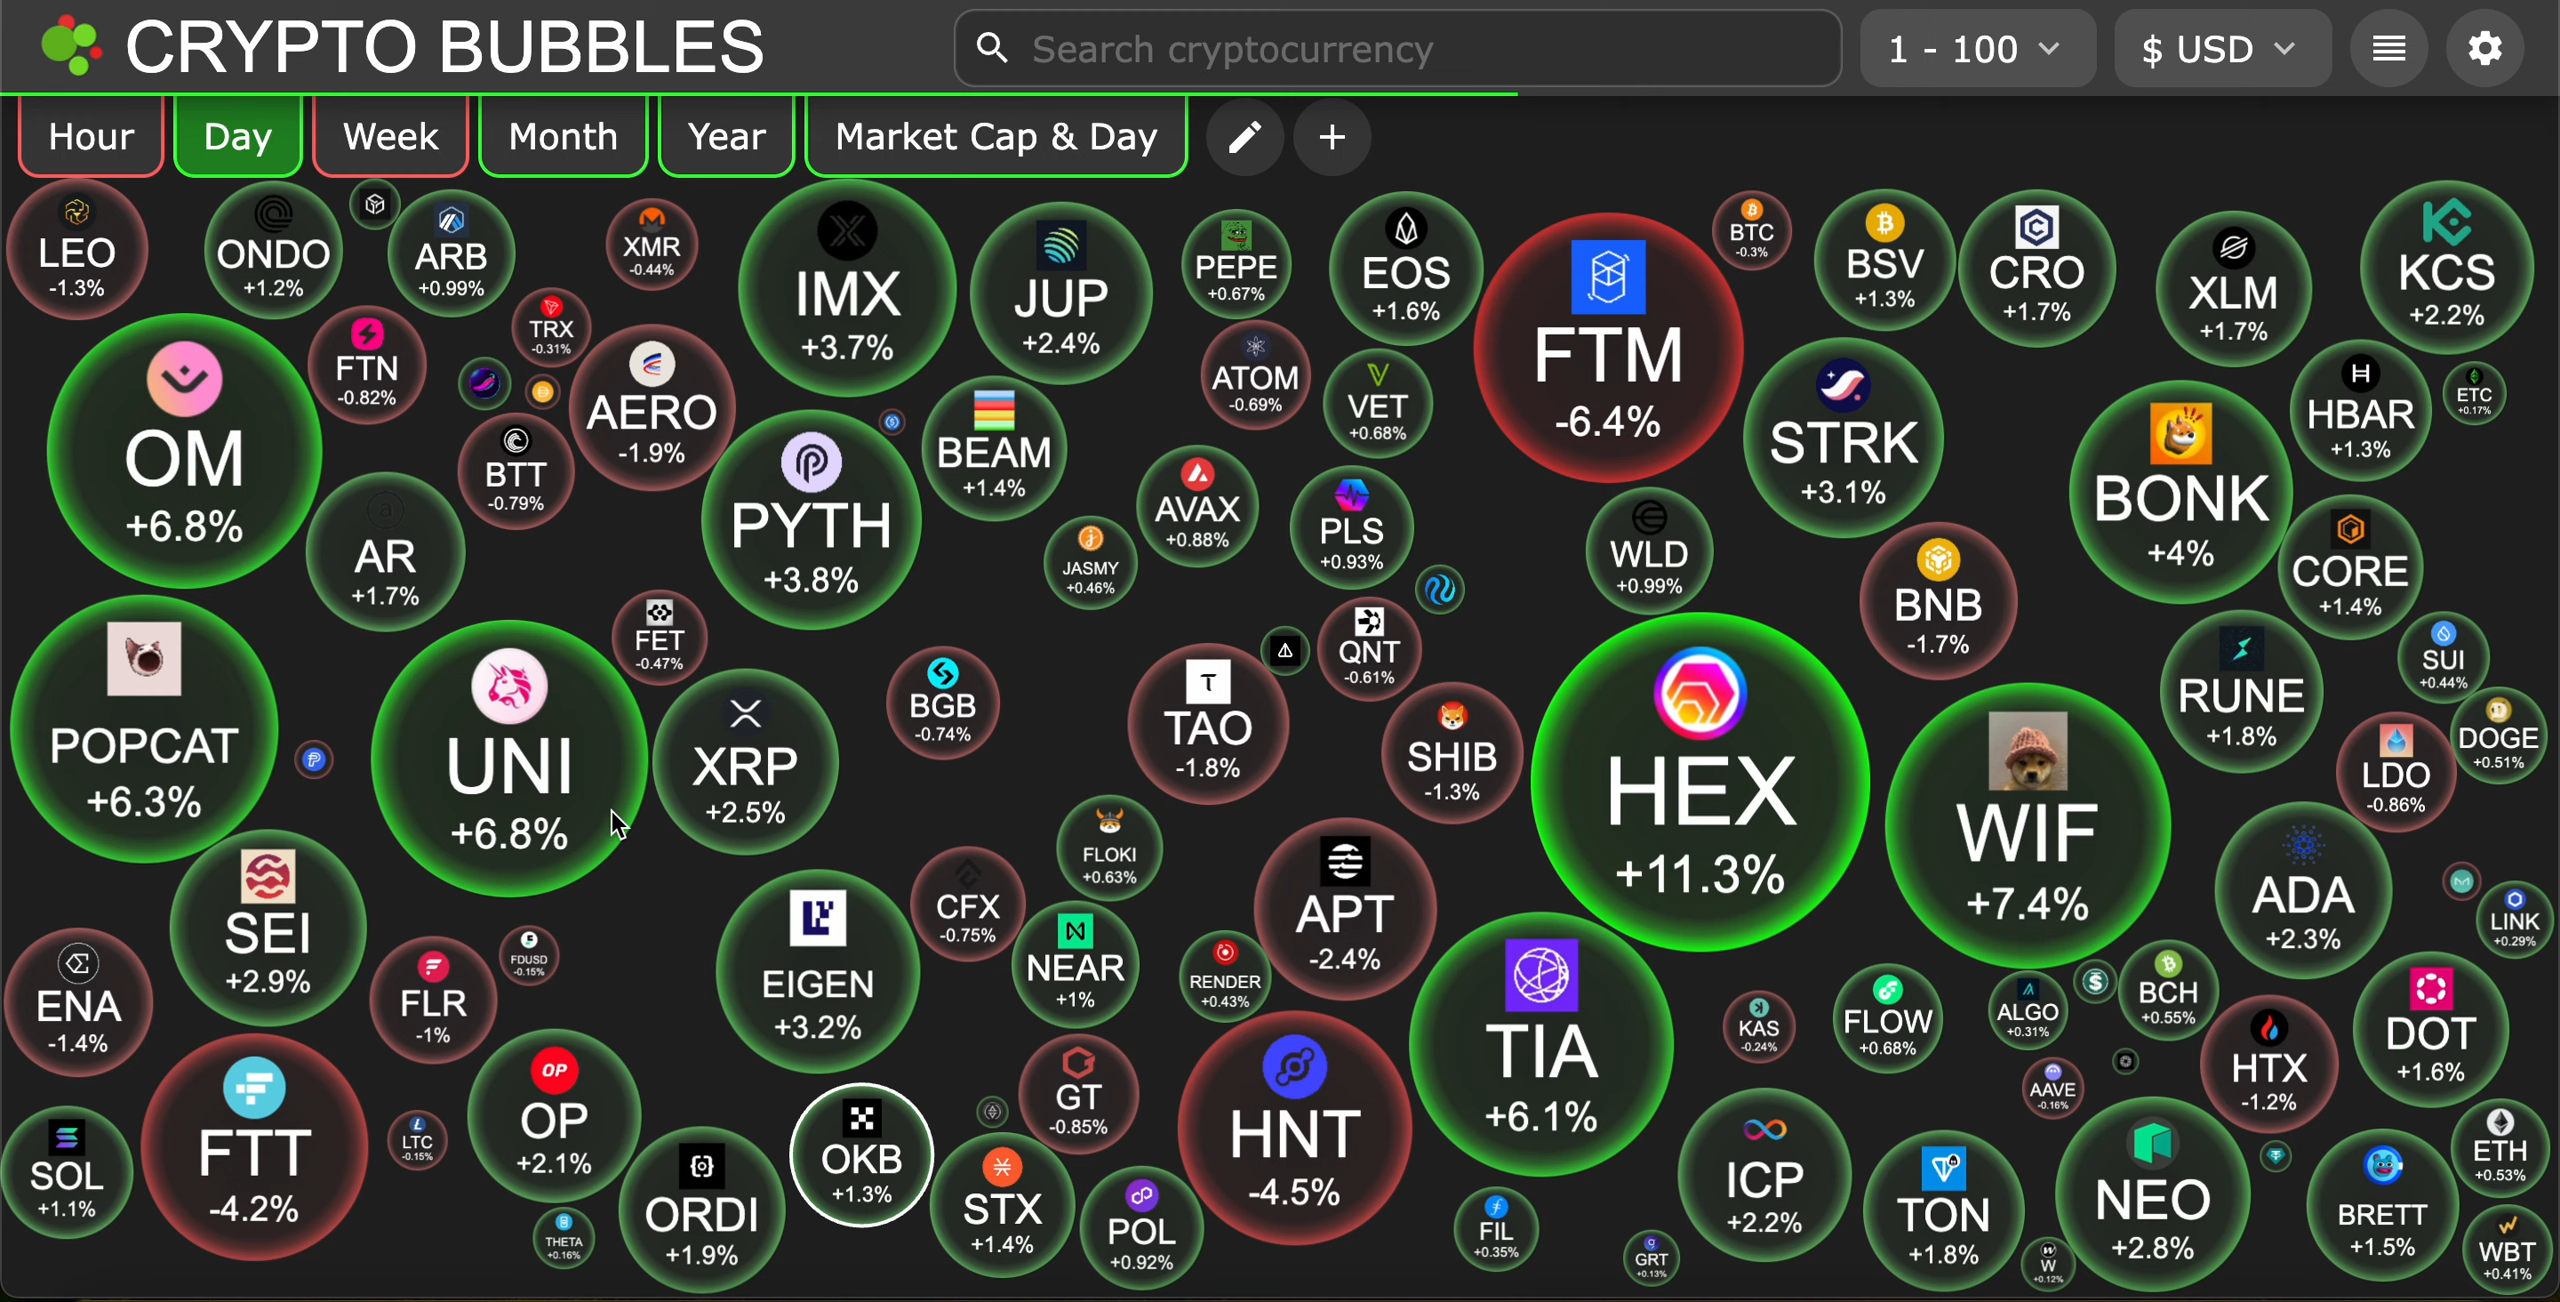 CRYPTO BUBBLES
Search cryptocurrency
1 - 100
$ USD
Hour
Day
Week
Month
Year
Market Cap & Day
LEO
-1.3%
ONDO
+1.2%
ARB
+0.99%
XMR
-0.44%
IMX
+3.7%
JUP
+2.4%
PEPE
+0.67%
EOS
+1.6%
FTM
-6.4%
BTC
-0.3%
BSV
+1.3%
CRO
+1.7%
XLM
+1.7%
KCS
+2.2%
OM
+6.8%
FTN
-0.82%
TRX
-0.31%
AERO
-1.9%
BTT
-0.79%
PYTH
+3.8%
BEAM
+1.4%
ATOM
-0.69%
VET
+0.68%
STRK
+3.1%
BONK
+4%
HBAR
+1.3%
ETC
+0.17%
AR
+1.7%
JASMY
+0.46%
AVAX
+0.88%
PLS
+0.93%
WLD
+0.99%
BNB
-1.7%
CORE
+1.4%
POPCAT
+6.3%
UNI
+6.8%
FET
-0.47%
XRP
+2.5%
BGB
-0.74%
TAO
-1.8%
QNT
-0.61%
SHIB
-1.3%
HEX
+11.3%
WIF
+7.4%
RUNE
+1.8%
SUI
+0.44%
LDO
-0.86%
DOGE
+0.51%
SEI
+2.9%
FLOKI
+0.63%
ADA
+2.3%
LINK
+0.29%
ENA
-1.4%
FLR
-1%
FDUSD
-0.15%
EIGEN
+3.2%
CFX
-0.75%
NEAR
+1%
RENDER
+0.43%
APT
-2.4%
TIA
+6.1%
KAS
-0.24%
FLOW
+0.68%
ALGO
+0.31%
BCH
+0.55%
HTX
-1.2%
DOT
+1.6%
SOL
+1.1%
FTT
-4.2%
LTC
-0.15%
OP
OP
+2.1%
THETA
+0.16%
ORDI
+1.9%
OKB
+1.3%
GT
-0.85%
STX
+1.4%
POL
+0.92%
HNT
-4.5%
FIL
+0.35%
GRT
+0.13%
ICP
+2.2%
TON
+1.8%
AAVE
-0.16%
W
+0.12%
NEO
+2.8%
BRETT
+1.5%
ETH
+0.53%
WBT
+0.41%